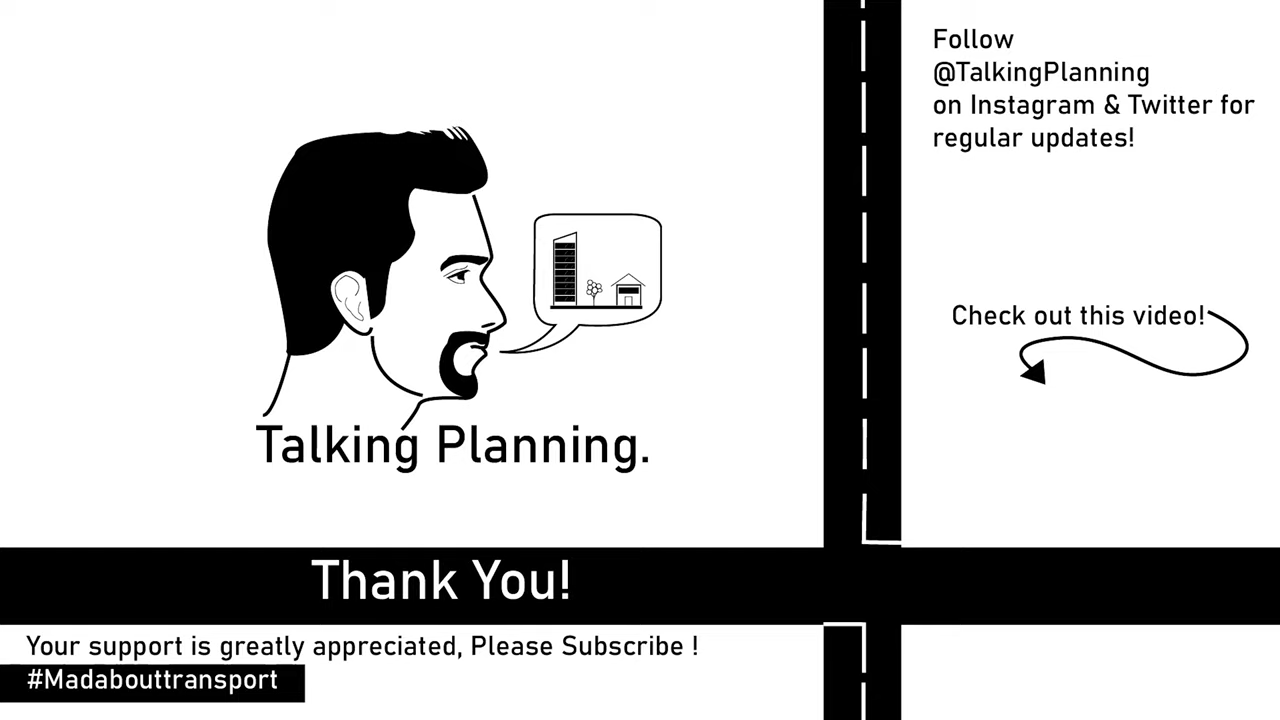 Follow
@TalkingPlanning
on Instagram & Twitter for
regular updates!
Check out this video!
Talking Planning.
Thank You!
Your support is greatly appreciated, Please Subscribe !
#Madabouttransport